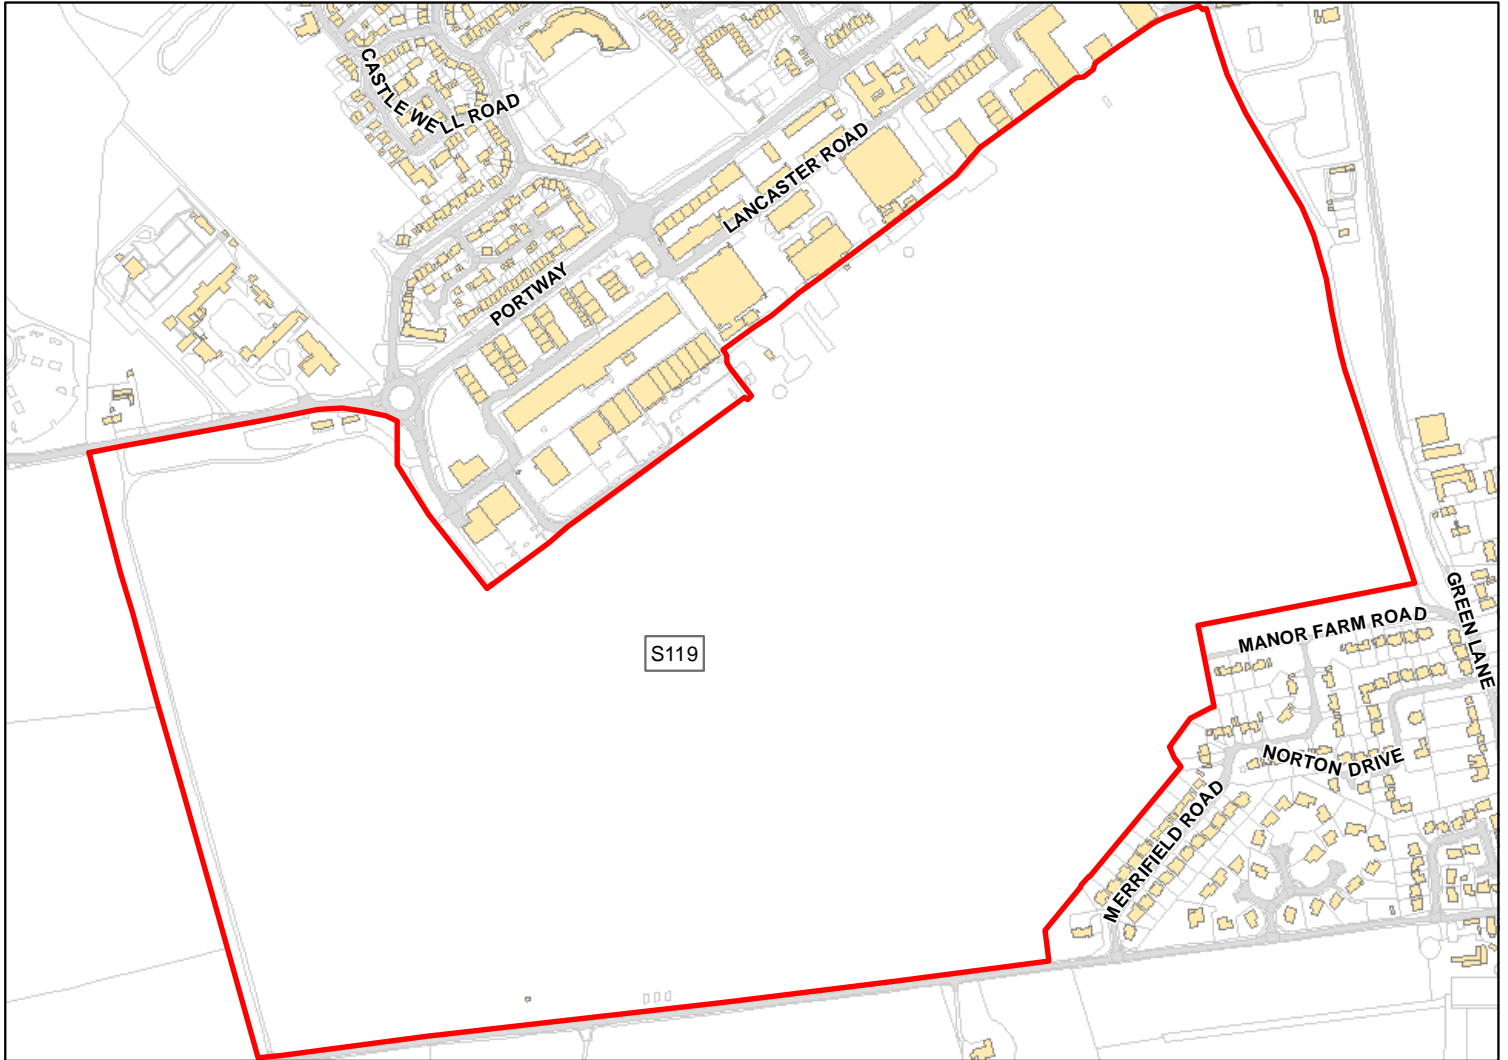 CASTLE WELL ROAD
LANCASTER ROAD
PORTWAY
S119
GREEN LANE
MANOR FARM ROAD
NORTON DRIVE
MERRIFIELD ROAD